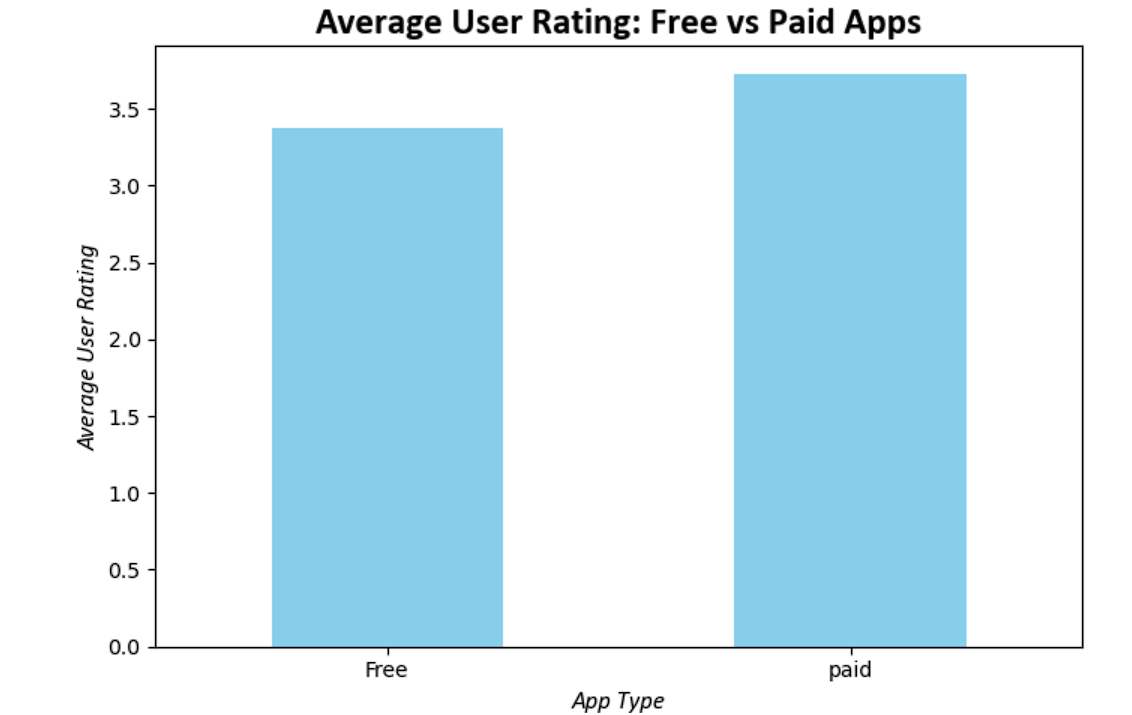 Average User Rating: Free vs Paid Apps
Average User Rating
3.5
3.0
2.5
2.0
1.5
1.0
0.5
0.0
Free paid
App Type